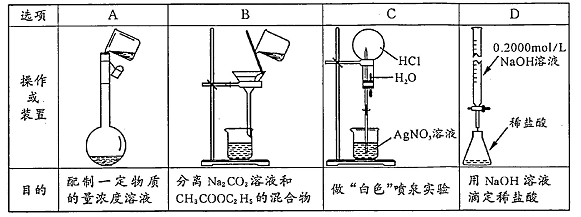 选项 A B C D
操作
或
装置
HCl
H₂O
AgNO₃溶液
0.2000mol/L
NaOH溶液
稀盐酸
目的
配制一定物质
的量浓度溶液
分离Na₂CO₃溶液和
CH₃COOC₂H₅的混合物
做“白色”喷泉实验
用NaOH溶液
滴定稀盐酸